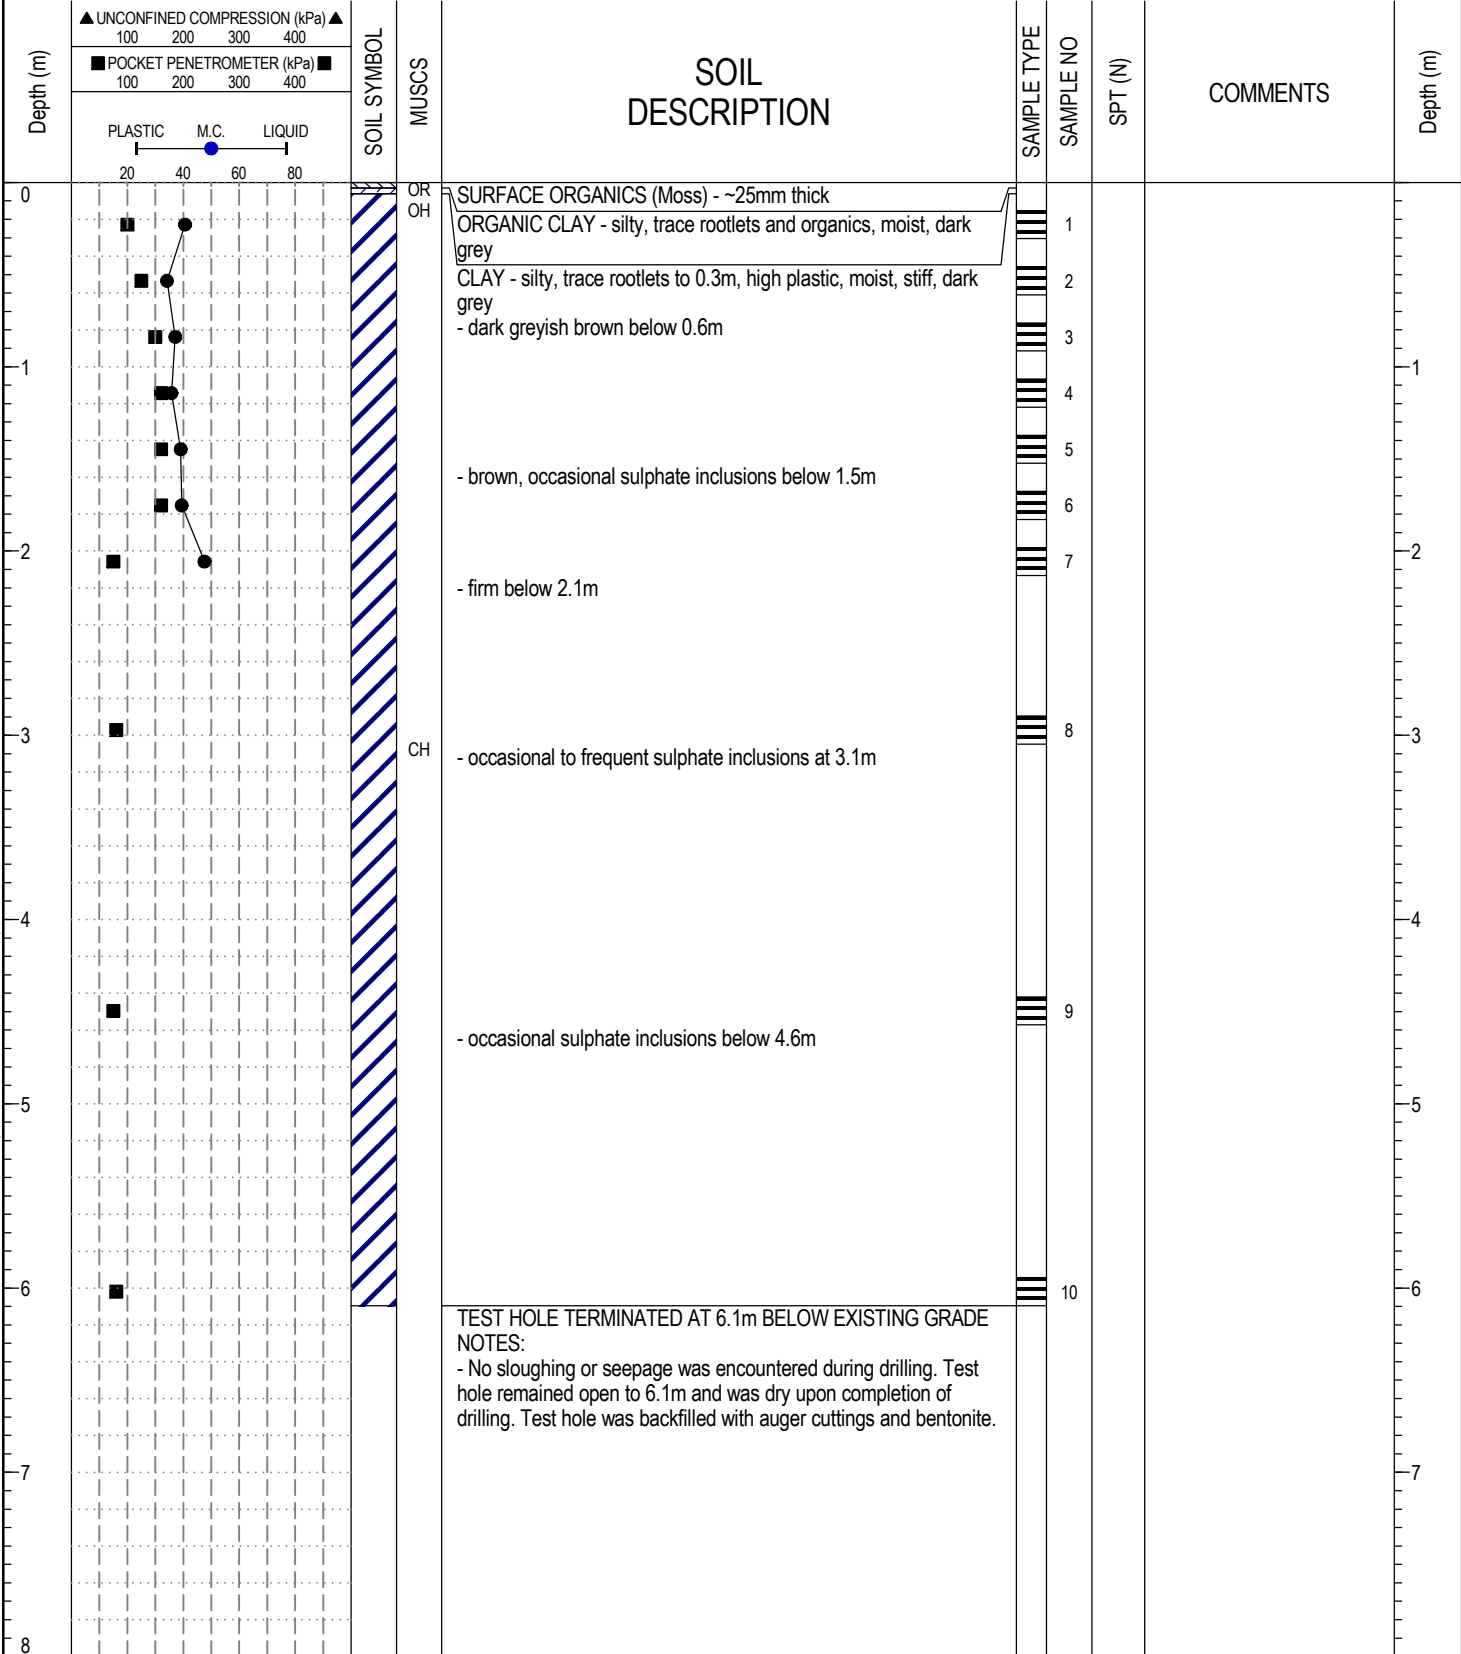 ▲ UNCONFINED COMPRESSION (kPa) ▲
100 200 300 400
■ POCKET PENETROMETER (kPa) ■
100 200 300 400
PLASTIC M.C. LIQUID
20 40 60 80
Depth (m)
SOIL SYMBOL
MUSCS
SOIL
DESCRIPTION
SAMPLE TYPE
SAMPLE NO
SPT (N)
COMMENTS
Depth (m)
0
OR
SURFACE ORGANICS (Moss) - ~25mm thick
OH
ORGANIC CLAY - silty, trace rootlets and organics, moist, dark
grey
1
CLAY - silty, trace rootlets to 0.3m, high plastic, moist, stiff, dark
grey
2
- dark greyish brown below 0.6m
3
1
1
4
5
- brown, occasional sulphate inclusions below 1.5m
6
2
7
2
- firm below 2.1m
3
8
3
CH
- occasional to frequent sulphate inclusions at 3.1m
4
4
9
- occasional sulphate inclusions below 4.6m
5
5
6
10
6
TEST HOLE TERMINATED AT 6.1m BELOW EXISTING GRADE
NOTES:
- No sloughing or seepage was encountered during drilling. Test
hole remained open to 6.1m and was dry upon completion of
drilling. Test hole was backfilled with auger cuttings and bentonite.
7
7
8